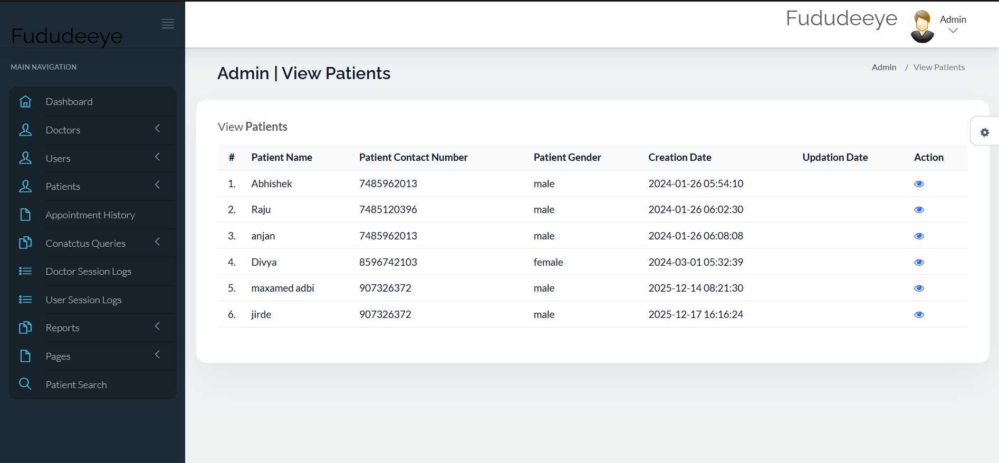 Fududeeye
MAIN NAVIGATION
Dashboard
Doctors
Users
Patients
Appointment History
Conatctus Queries
Doctor Session Logs
User Session Logs
Reports
Pages
Patient Search
Fududeeye
Admin
Admin | View Patients
Admin / View Patients
View Patients
# Patient Name Patient Contact Number Patient Gender Creation Date Updation Date Action
1. Abhishek 7485962013 male 2024-01-26 05:54:10
2. Raju 7485120396 male 2024-01-26 06:02:30
3. anjan 7485962013 male 2024-01-26 06:08:08
4. Divya 8596742103 female 2024-03-01 05:32:39
5. maxamed adbi 907326372 male 2025-12-14 08:21:30
6. jirde 907326372 male 2025-12-17 16:16:24